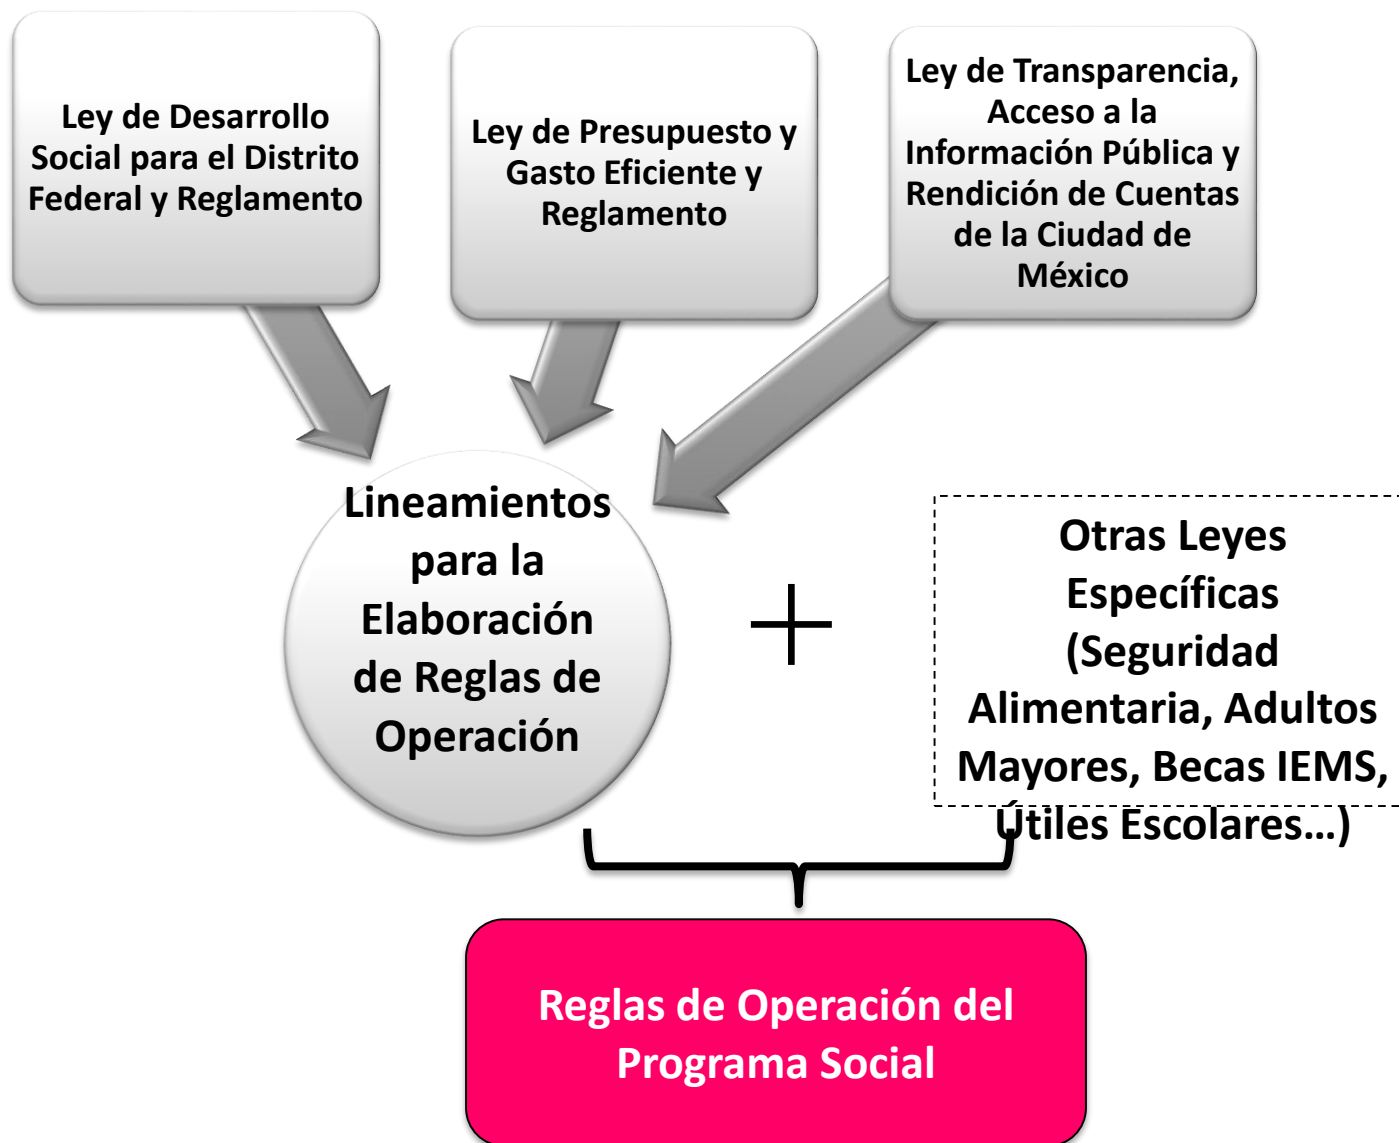 Ley de Desarrollo
Social para el Distrito
Federal y Reglamento
Ley de Presupuesto y
Gasto Eficiente y
Reglamento
Ley de Transparencia,
Acceso a la
Información Pública y
Rendición de Cuentas
de la Ciudad de
México
Lineamientos
para la
Elaboración
de Reglas de
Operación
+
Otras Leyes
Específicas
(Seguridad
Alimentaria, Adultos
Mayores, Becas IEMS,
Útiles Escolares...)
Reglas de Operación del
Programa Social